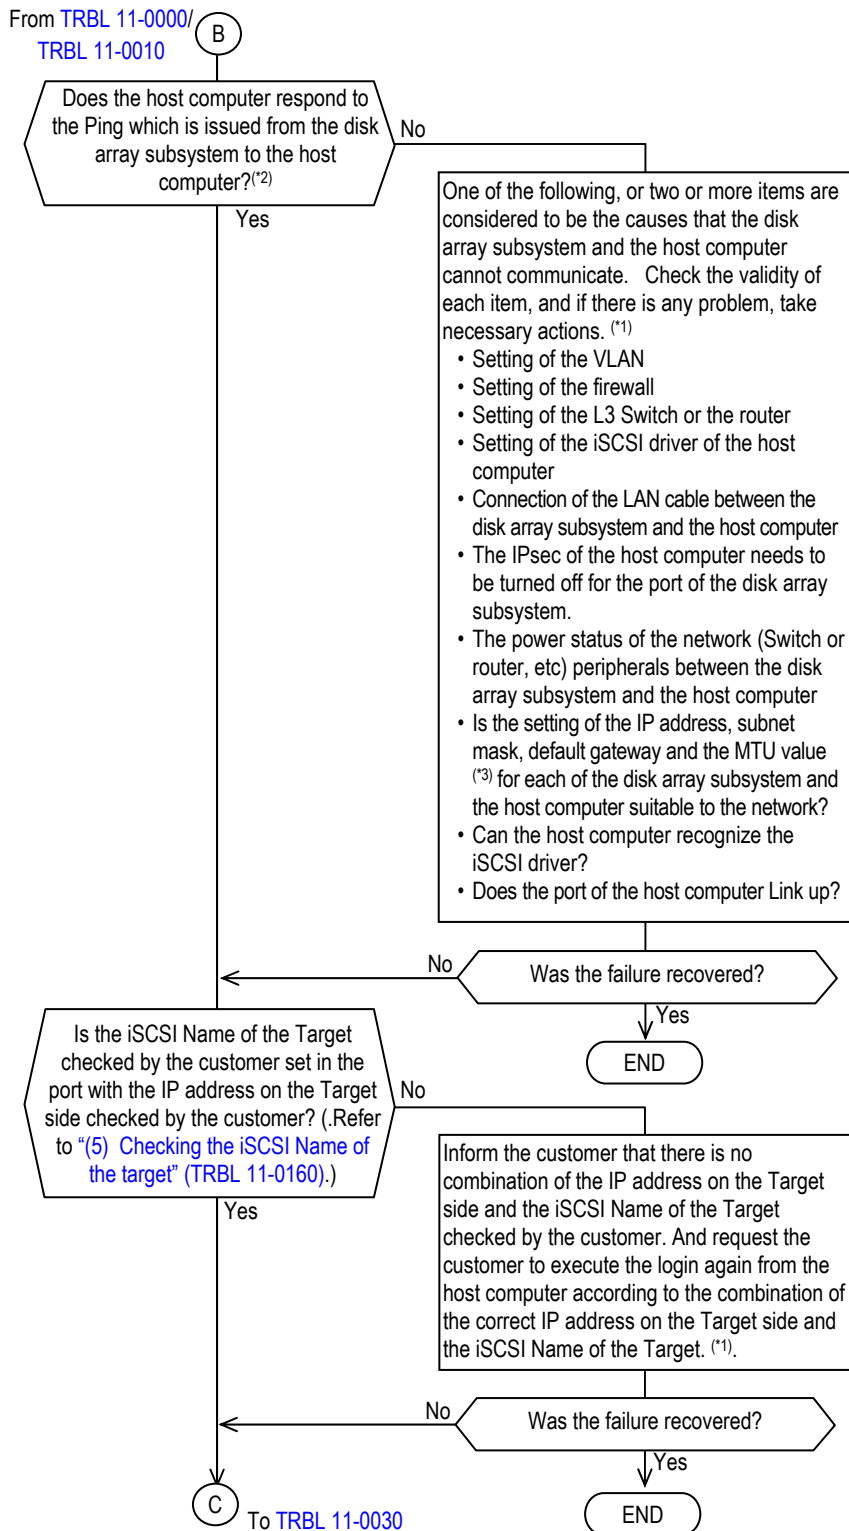 From TRBL 11-0000/
TRBL 11-0010
B
Does the host computer respond to
the Ping which is issued from the disk
array subsystem to the host
computer?(*2)
No
Yes
One of the following, or two or more items are
considered to be the causes that the disk
array subsystem and the host computer
cannot communicate. Check the validity of
each item, and if there is any problem, take
necessary actions. (*1)
• Setting of the VLAN
• Setting of the firewall
• Setting of the L3 Switch or the router
• Setting of the iSCSI driver of the host
computer
• Connection of the LAN cable between the
disk array subsystem and the host computer
• The IPsec of the host computer needs to
be turned off for the port of the disk array
subsystem.
• The power status of the network (Switch or
router, etc) peripherals between the disk
array subsystem and the host computer
• Is the setting of the IP address, subnet
mask, default gateway and the MTU value
(*3) for each of the disk array subsystem and
the host computer suitable to the network?
• Can the host computer recognize the
iSCSI driver?
• Does the port of the host computer Link up?
No
Was the failure recovered?
Yes
END
Is the iSCSI Name of the Target
checked by the customer set in the
port with the IP address on the Target
side checked by the customer? (.Refer
to “(5) Checking the iSCSI Name of
the target” (TRBL 11-0160).)
No
Yes
Inform the customer that there is no
combination of the IP address on the Target
side and the iSCSI Name of the Target
checked by the customer. And request the
customer to execute the login again from the
host computer according to the combination of
the correct IP address on the Target side and
the iSCSI Name of the Target. (*1).
No
Was the failure recovered?
Yes
END
C
To TRBL 11-0030